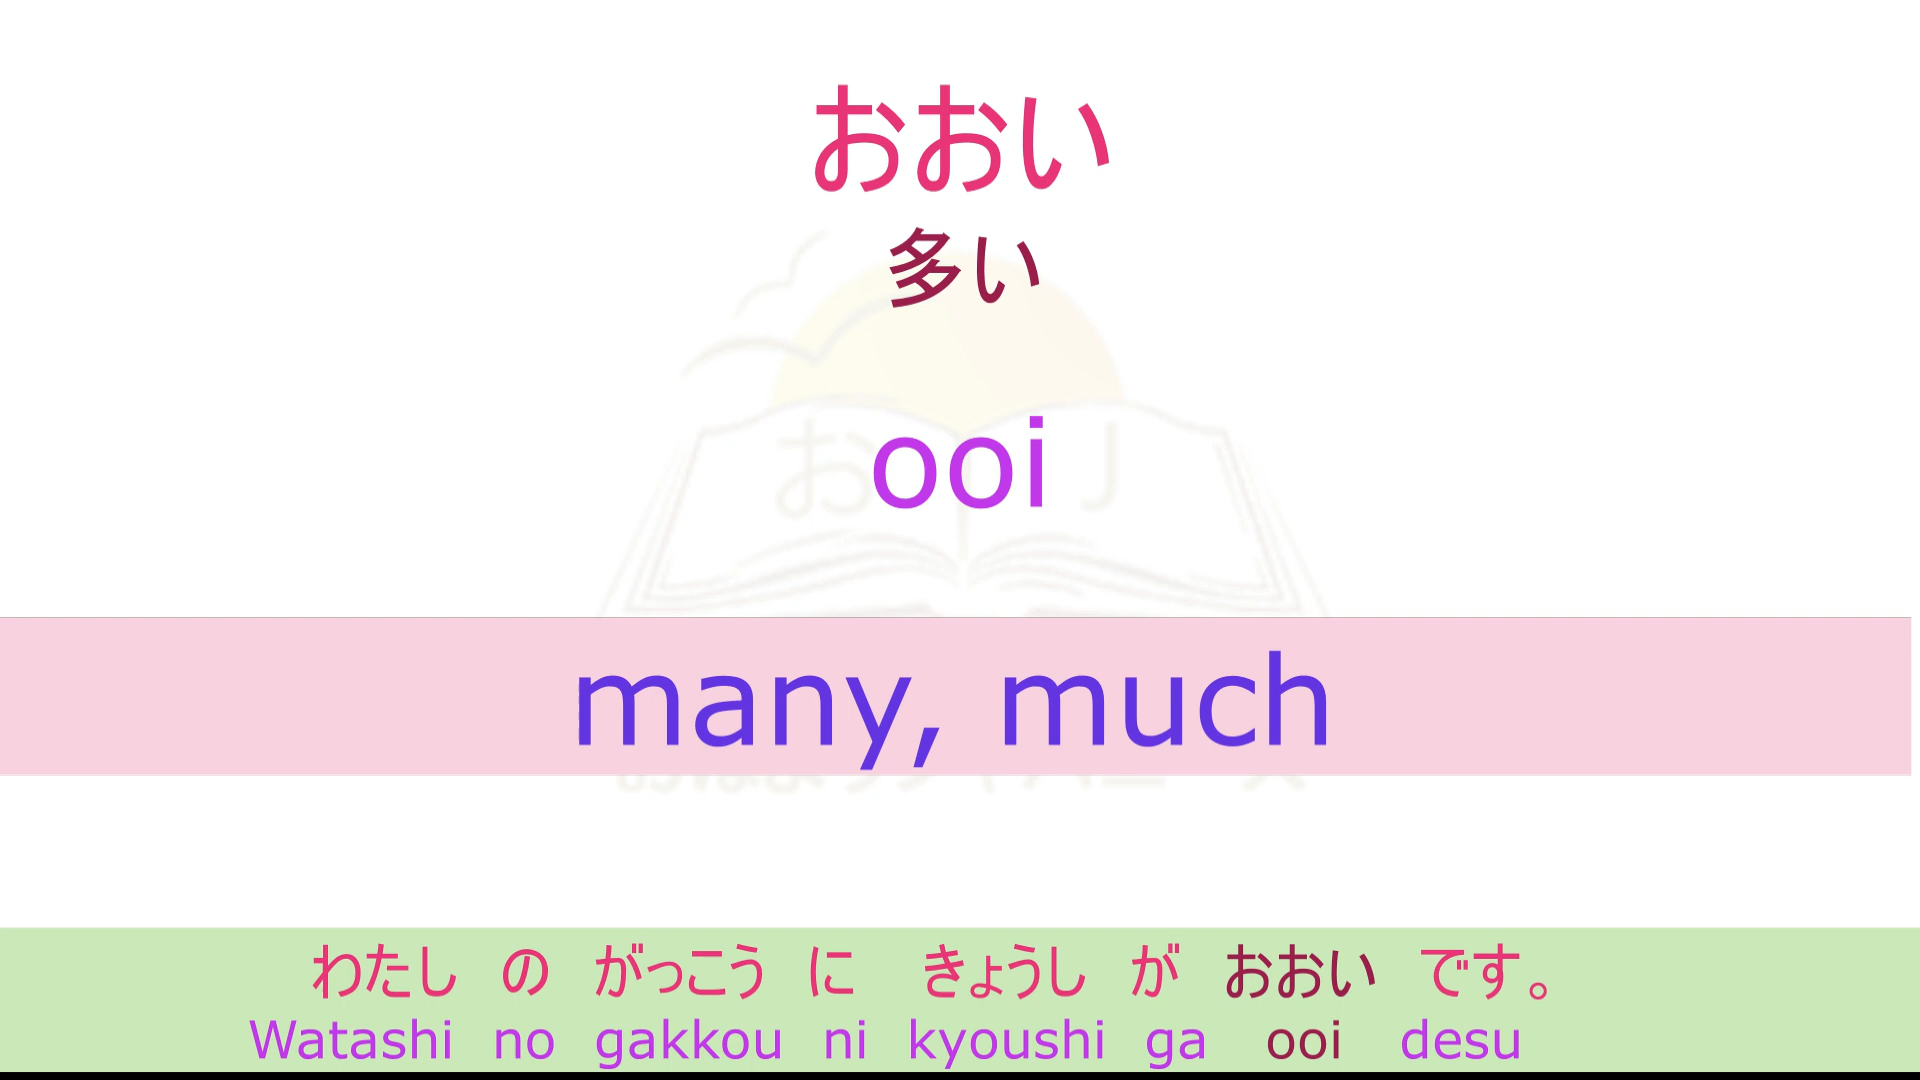 おおい
多い
お J
ooi
many, much
わたし の がっこう に きょうし が おおい です。
Watashi no gakkou ni kyoushi ga ooi desu